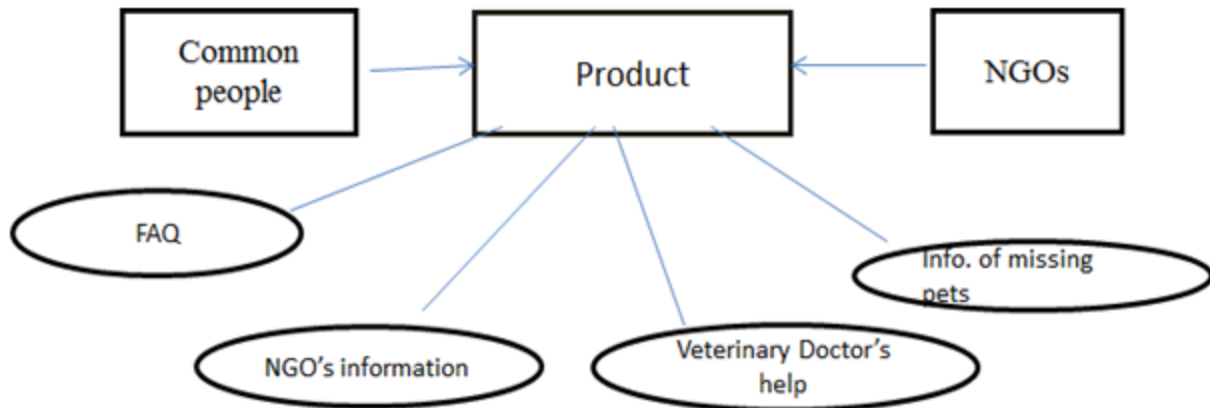 Common
people
Product
NGOs
FAQ
Info. of missing
pets
NGO's information
Veterinary Doctor's
help